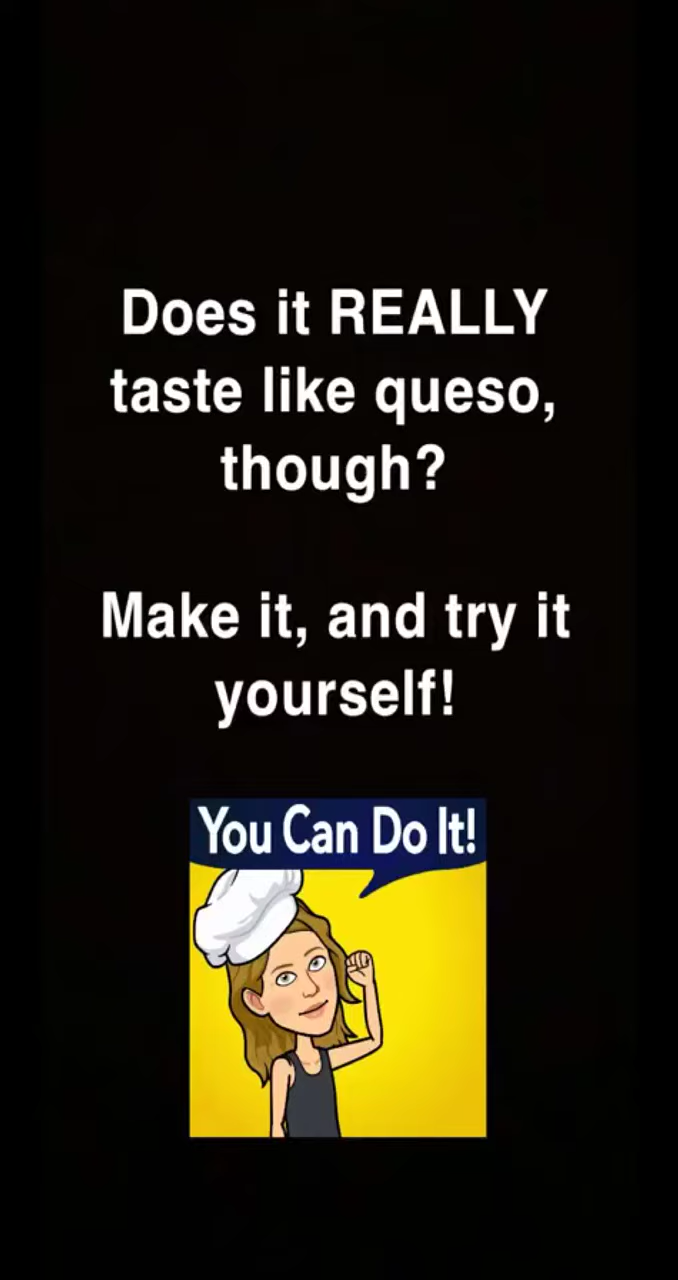 Does it REALLY
taste like queso,
though?
Make it, and try it
yourself!
You Can Do It!